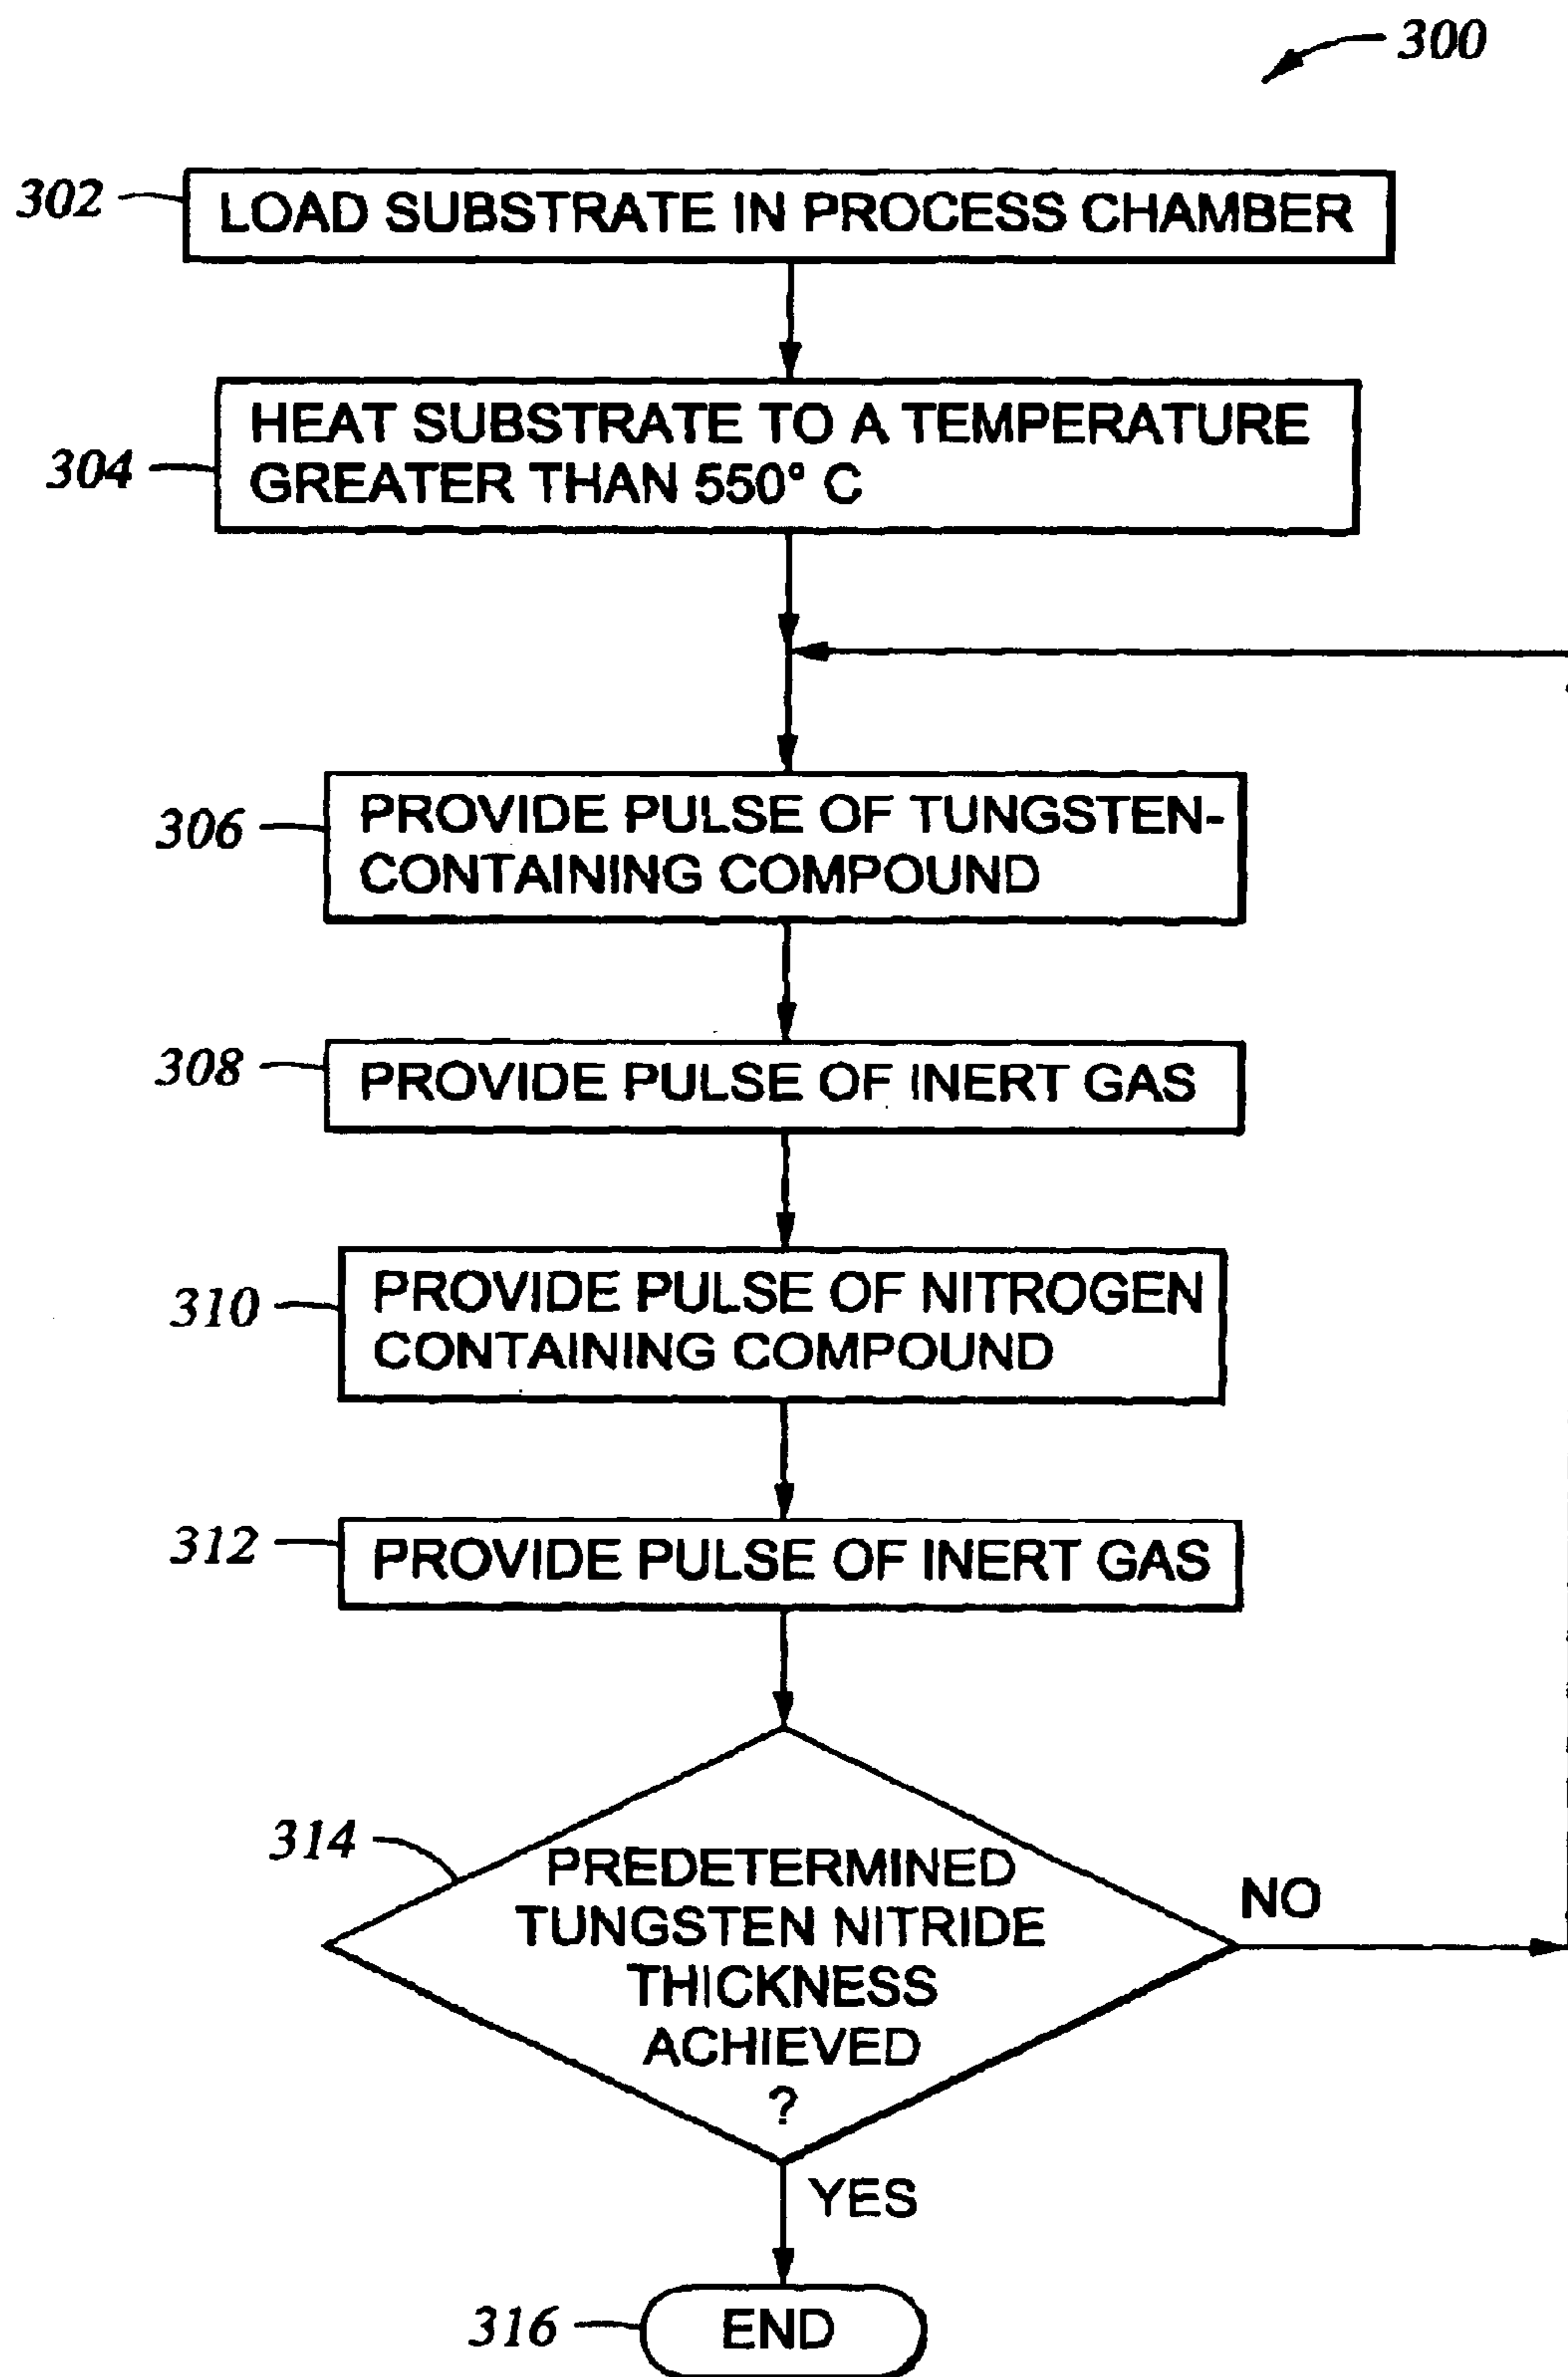 300
302
LOAD SUBSTRATE IN PROCESS CHAMBER
304
HEAT SUBSTRATE TO A TEMPERATURE
GREATER THAN 550° C
306
PROVIDE PULSE OF TUNGSTEN-
CONTAINING COMPOUND
308
PROVIDE PULSE OF INERT GAS
310
PROVIDE PULSE OF NITROGEN
CONTAINING COMPOUND
312
PROVIDE PULSE OF INERT GAS
314
PREDETERMINED
TUNGSTEN NITRIDE
THICKNESS
ACHIEVED
?
NO
YES
316
END